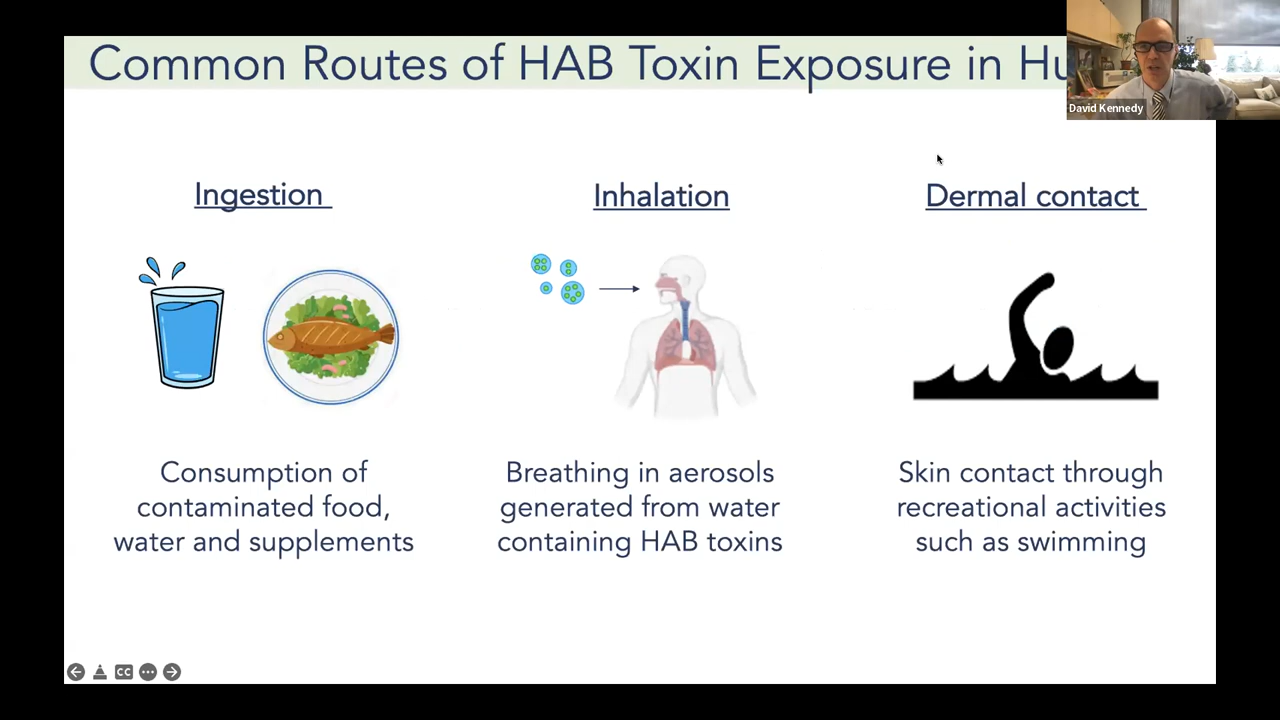 Common Routes of HAB Toxin Exposure in Hu
David Kennedy
Ingestion
Consumption of
contaminated food,
water and supplements
Inhalation
Breathing in aerosols
generated from water
containing HAB toxins
Dermal contact
Skin contact through
recreational activities
such as swimming
CC